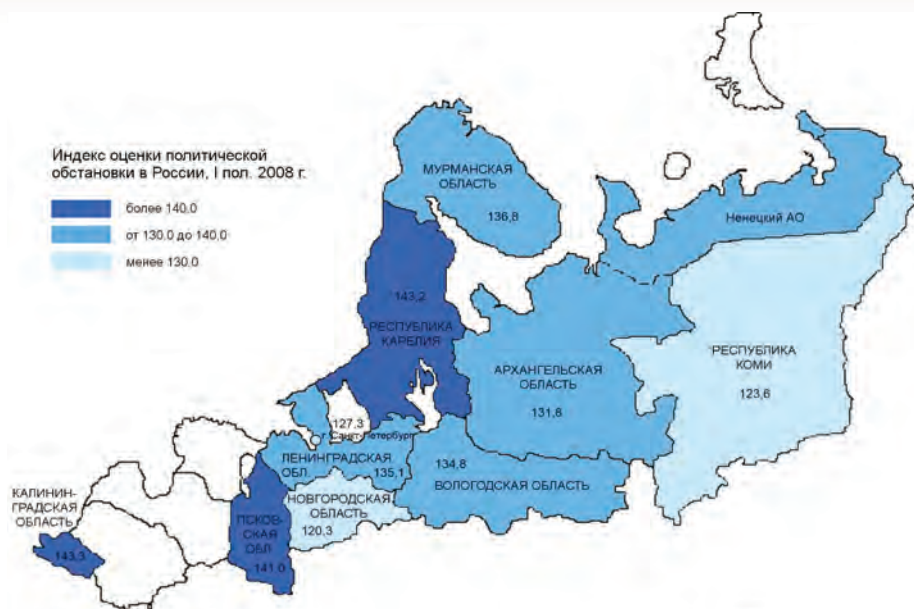 Индекс оценки политической
обстановки в России, I пол. 2008 г.
более 140.0
от 130.0 до 140.0
менее 130.0
МУРМАНСКАЯ
ОБЛАСТЬ
136,8
Ненецкий АО
143,2
РЕСПУБЛИКА
КАРЕЛИЯ
РЕСПУБЛИКА
КОМИ
123,6
АРХАНГЕЛЬСКАЯ
ОБЛАСТЬ
131,8
127,3
г. Санкт-Петербург
ЛЕНИНГРАДСКАЯ
ОБЛ.
135,1
134,8
ВОЛОГОДСКАЯ ОБЛАСТЬ
НОВГОРОДСКАЯ
ОБЛАСТЬ
120,3
КАЛИНИН-
ГРАДСКАЯ
ОБЛАСТЬ
143,3
ПСКОВ-
СКАЯ
ОБЛ.
141,0